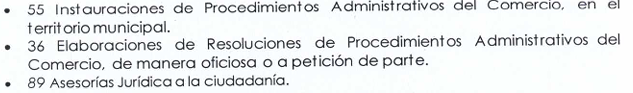 • 55 Instauraciones de Procedimientos Administrativos del Comercio, en el
territorio municipal.
• 36 Elaboraciones de Resoluciones de Procedimientos Administrativos del
Comercio, de manera oficiosa o a petición de parte.
• 89 Asesorías Jurídica a la ciudadanía.